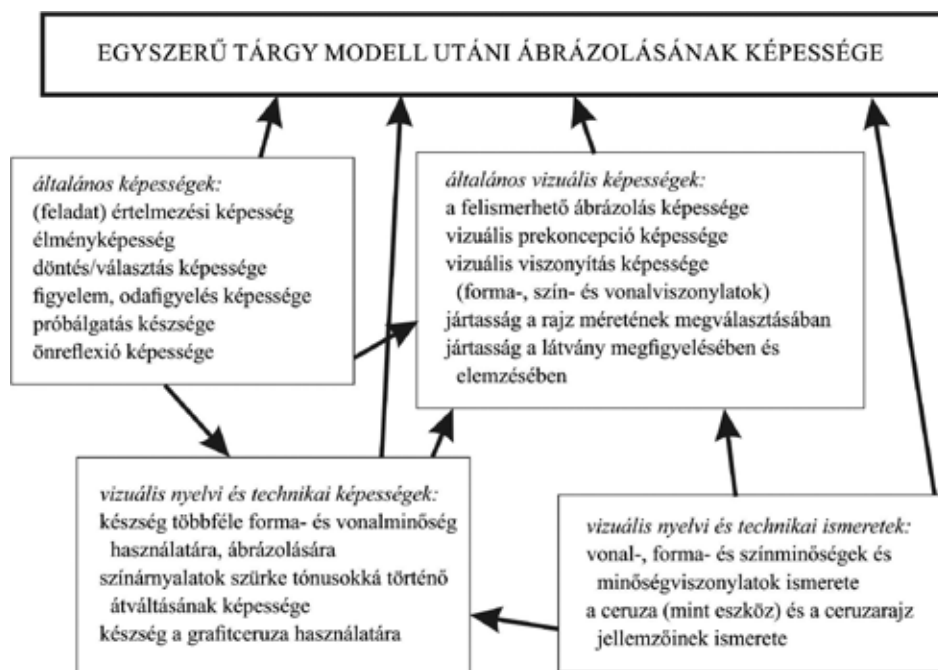 EGYSZERŰ TÁRGY MODELL UTÁNI ÁBRÁZOLÁSÁNAK KÉPESSÉGE
általános képességek:
(feladat) értelmezési képesség
élményképesség
döntés/választás képessége
figyelem, odafigyelés képessége
próbálgatás készsége
önreflexió képessége
általános vizuális képességek:
a felismerhető ábrázolás képessége
vizuális prekoncepció képessége
vizuális viszonyítás képessége
(forma-, szín- és vonalviszonylatok)
jártasság a rajz méretének megválasztásában
jártasság a látvány megfigyelésében és
elemzésében
vizuális nyelvi és technikai képességek:
készség többféle forma- és vonalminőség
használatára, ábrázolására
színárnyalatok szürke tónusokká történő
átváltásának képessége
készség a grafitceruza használatára
vizuális nyelvi és technikai ismeretek:
vonal-, forma- és színminőségek és
minőségviszonylatok ismerete
a ceruza (mint eszköz) és a ceruzarajz
jellemzőinek ismerete